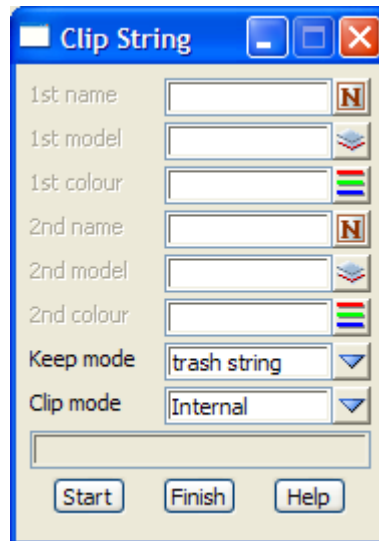 Clip String
1st name N
1st model
1st colour
2nd name N
2nd model
2nd colour
Keep mode trash string
Clip mode Internal
Start Finish Help